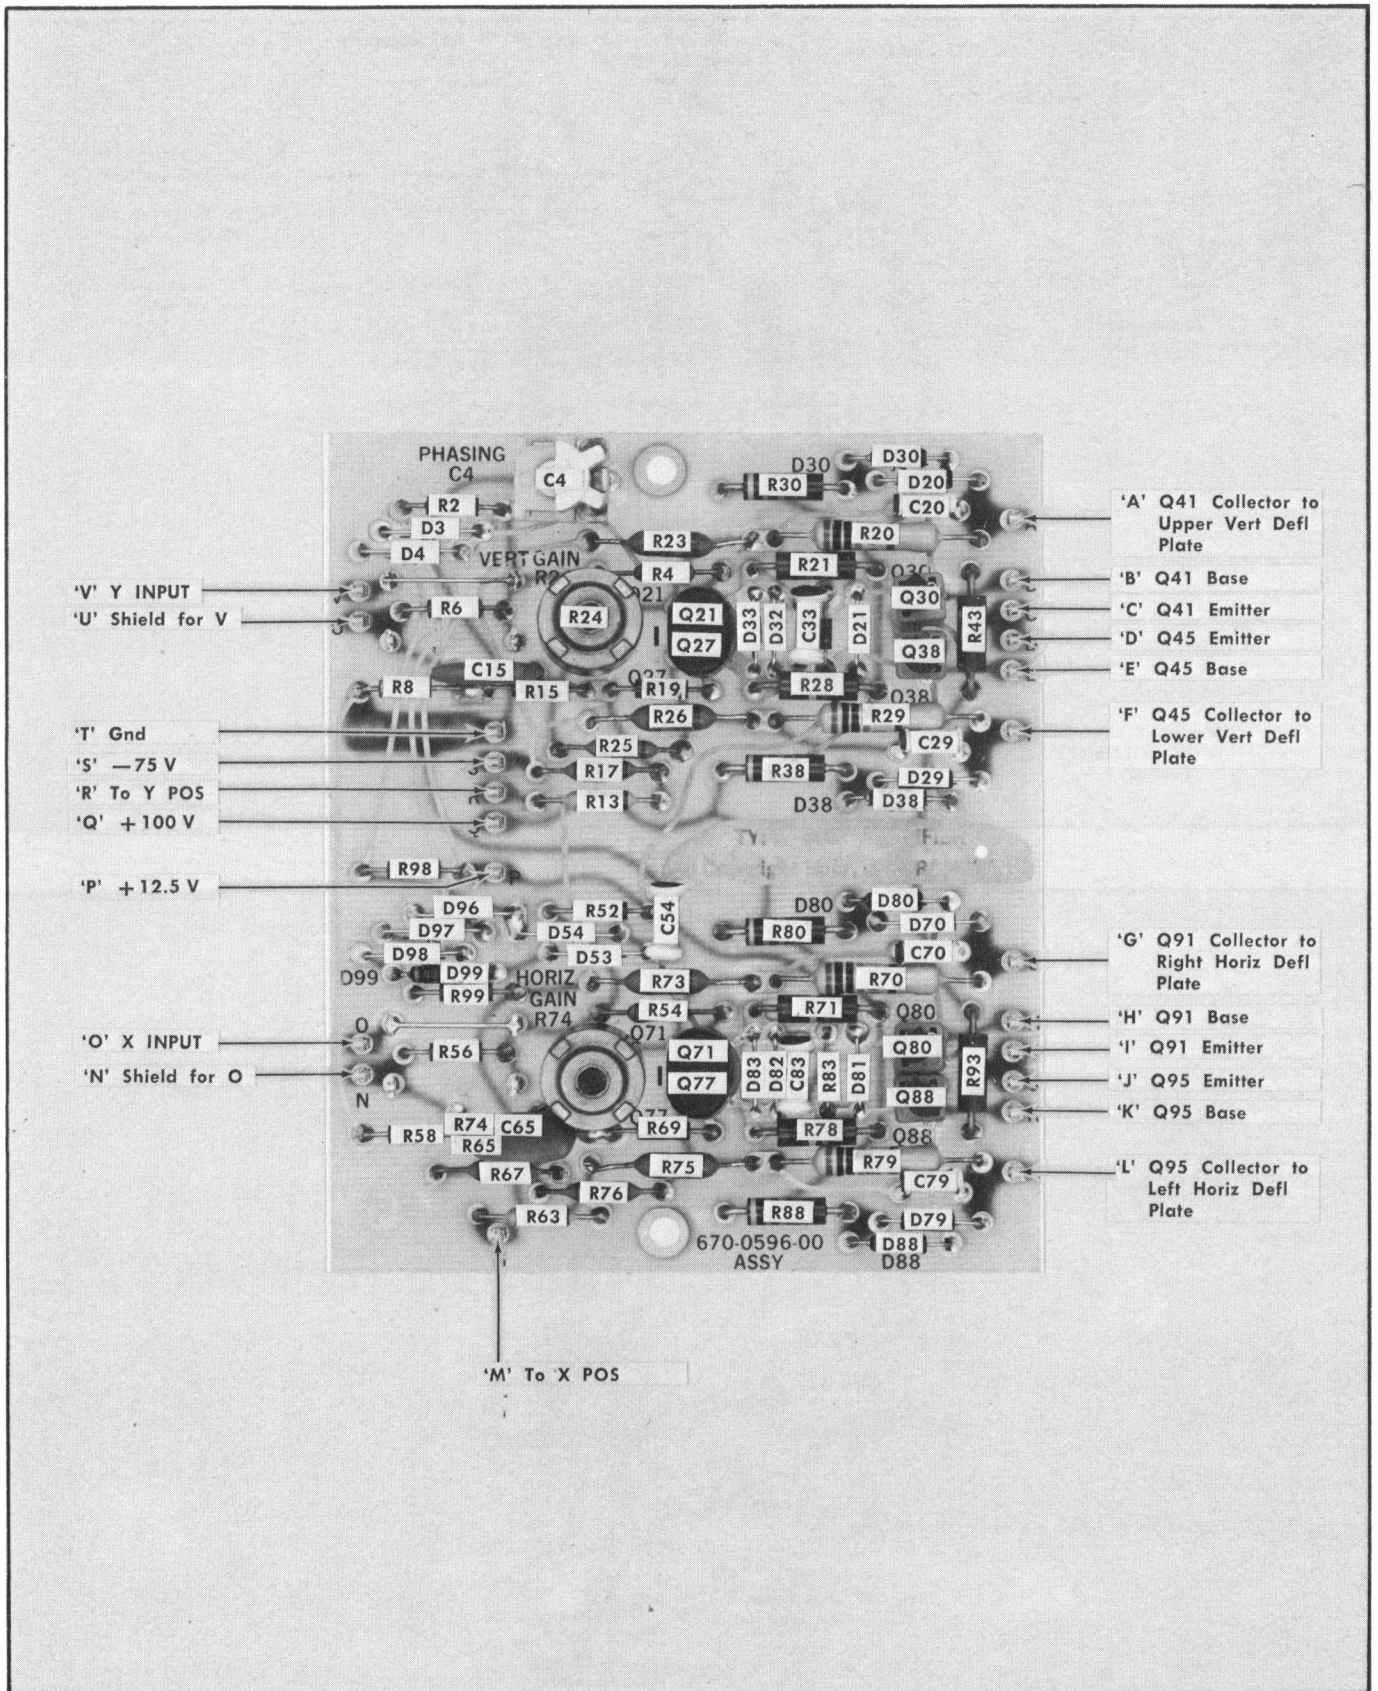 PHASING
C4
C4
D30
D30
R30
D20
R2
C20
D3
R20
D4
R23
VERT GAIN
R21
R4
Q30
R6
Q21
Q30
R24
Q21
Q27
D33
D32
C33
D21
Q38
R43
C15
Q27
R8
R15
R19
R28
Q38
R26
R29
R25
C29
R17
R38
D29
R13
D38
D38
'V' Y INPUT
'U' Shield for V
'T' Gnd
'S' —75 V
'R' To Y POS
'Q' +100 V
'P' +12.5 V
'O' X INPUT
'N' Shield for O
'A' Q41 Collector to
Upper Vert Defl
Plate
'B' Q41 Base
'C' Q41 Emitter
'D' Q45 Emitter
'E' Q45 Base
'F' Q45 Collector to
Lower Vert Defl
Plate
R98
D96
R52
C54
D80
D80
D97
D54
R80
D70
D98
D53
C70
D99
D99
HORIZ
GAIN
R74
R73
R70
R99
R54
R71
Q80
O
Q71
R56
Q71
Q77
D83
D82
C83
R83
D81
Q80
Q88
R93
N
R74
C65
Q77
R58
R65
R69
R78
Q88
R67
R75
R79
R76
C79
R63
R88
D79
670-0596-00
ASSY
D88
D88
'G' Q91 Collector to
Right Horiz Defl
Plate
'H' Q91 Base
'I' Q91 Emitter
'J' Q95 Emitter
'K' Q95 Base
'L' Q95 Collector to
Left Horiz Defl
Plate
'M' To X POS